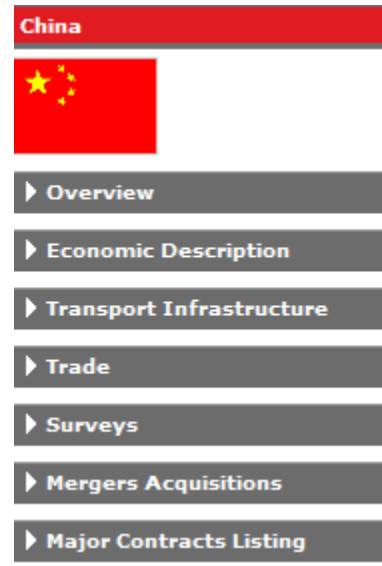 China
Overview
Economic Description
Transport Infrastructure
Trade
Surveys
Mergers Acquisitions
Major Contracts Listing